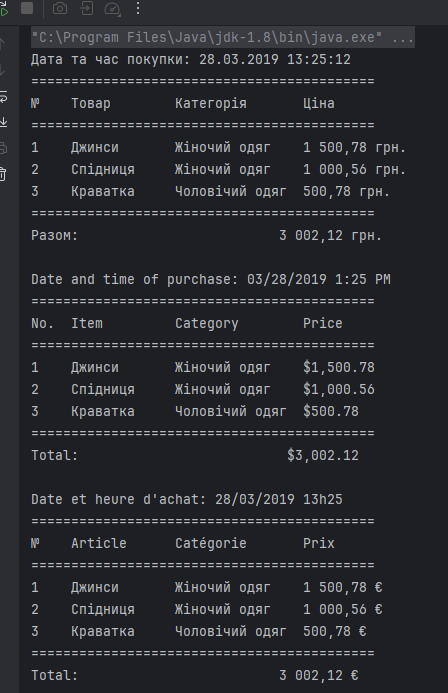 "C:\Program Files\Java\jdk-1.8\bin\java.exe" ...
Дата та час покупки: 28.03.2019 13:25:12
===========================================
№    Товар        Категорія       Ціна
===========================================
1    Джинси       Жіночий одяг    1 500,78 грн.
2    Спідниця     Жіночий одяг    1 000,56 грн.
3    Краватка     Чоловічий одяг  500,78 грн.
===========================================
Разом:                         3 002,12 грн.

Date and time of purchase: 03/28/2019 1:25 PM
===========================================
No.  Item         Category        Price
===========================================
1    Джинси       Жіночий одяг    $1,500.78
2    Спідниця     Жіночий одяг    $1,000.56
3    Краватка     Чоловічий одяг  $500.78
===========================================
Total:                          $3,002.12

Date et heure d'achat: 28/03/2019 13h25
===========================================
№    Article      Catégorie       Prix
===========================================
1    Джинси       Жіночий одяг    1 500,78 €
2    Спідниця     Жіночий одяг    1 000,56 €
3    Краватка     Чоловічий одяг  500,78 €
===========================================
Total:                         3 002,12 €